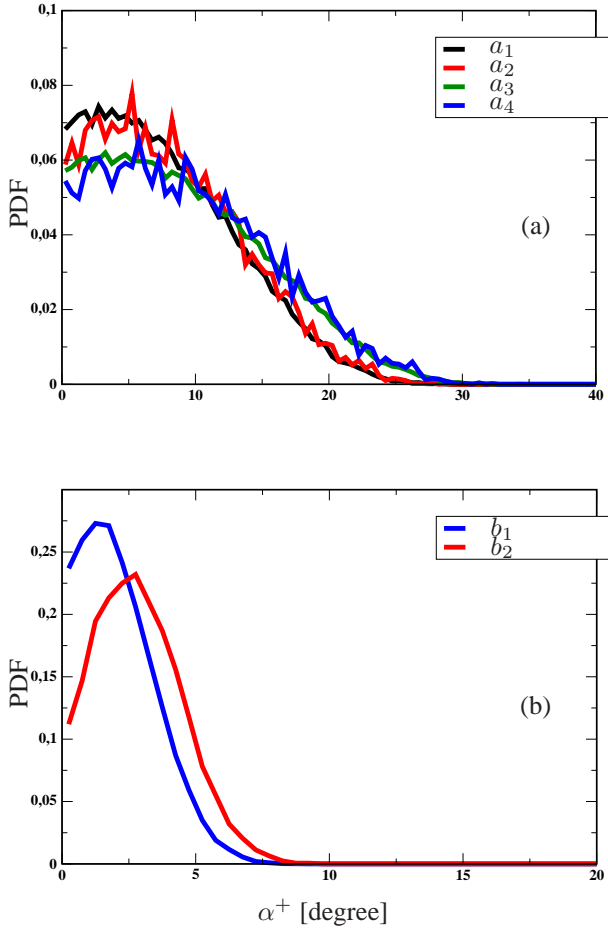 0,1
0,08
0,06
0,04
0,02
0
PDF
a₁
a₂
a₃
a₄
(a)
0 10 20 30 40
0,25
0,2
0,15
0,1
0,05
0
PDF
b₁
b₂
(b)
0 5 10 15 20
α⁺ [degree]